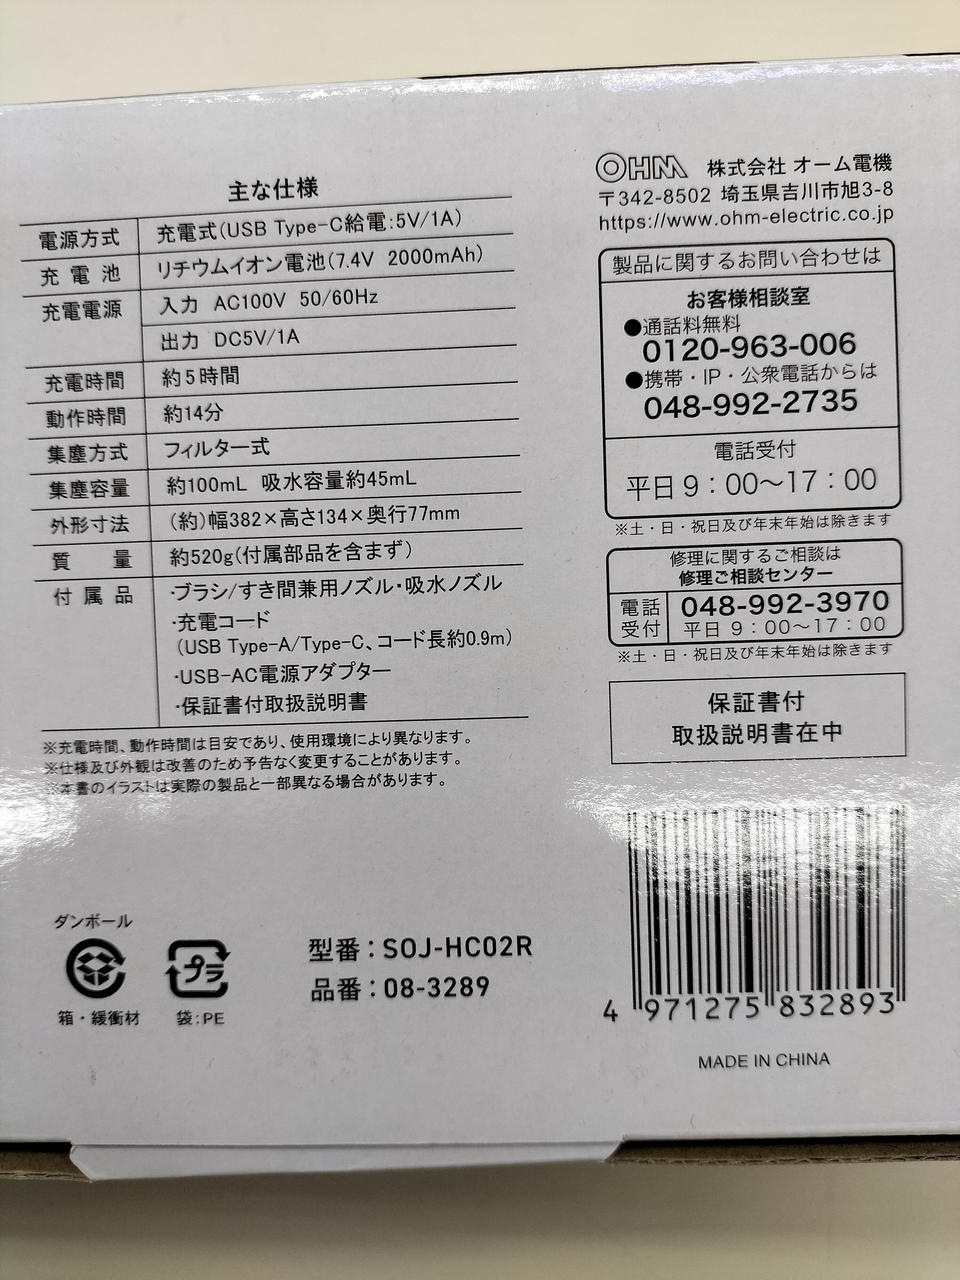 主な仕様
電源方式 充電式(USB Type-C給電:5V/1A)
充電池 リチウムイオン電池(7.4V 2000mAh)
充電電源 入力 AC100V 50/60Hz
出力 DC5V/1A
充電時間 約5時間
動作時間 約14分
集塵方式 フィルター式
集塵容量 約100mL 吸水容量約45mL
外形寸法 (約)幅382×高さ134×奥行77mm
質量 約520g(付属部品を含まず)
付属品 ・ブラシ/すき間兼用ノズル・吸水ノズル
・充電コード
(USB Type-A/Type-C、コード長約0.9m)
・USB-AC電源アダプター
・保証書付取扱説明書
※充電時間、動作時間は目安であり、使用環境により異なります。
※仕様及び外観は改善のため予告なく変更することがあります。
※本書のイラストは実際の製品と一部異なる場合があります。
OHM 株式会社 オーム電機
〒342-8502 埼玉県吉川市旭3-8
https://www.ohm-electric.co.jp
製品に関するお問い合わせは
お客様相談室
●通話料無料
0120-963-006
●携帯・IP・公衆電話からは
048-992-2735
電話受付
平日9:00〜17:00
※土・日・祝日及び年末年始は除きます
修理に関するご相談は
修理ご相談センター
電話受付 048-992-3970
平日 9:00〜17:00
※土・日・祝日及び年末年始は除きます
保証書付
取扱説明書在中
ダンボール
箱・緩衝材
プラ
袋:PE
型番:SOJ-HC02R
品番:08-3289
4 971275 832893
MADE IN CHINA